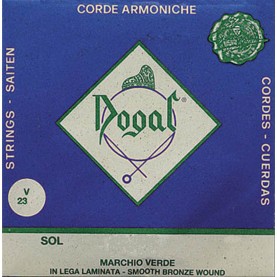 CORDE ARMONICHE
STRINGS - SAITEN
Dogal®
CORDES - CUERDAS
V
23
SOL
MARCHIO VERDE
IN LEGA LAMINATA - SMOOTH BRONZE WOUND